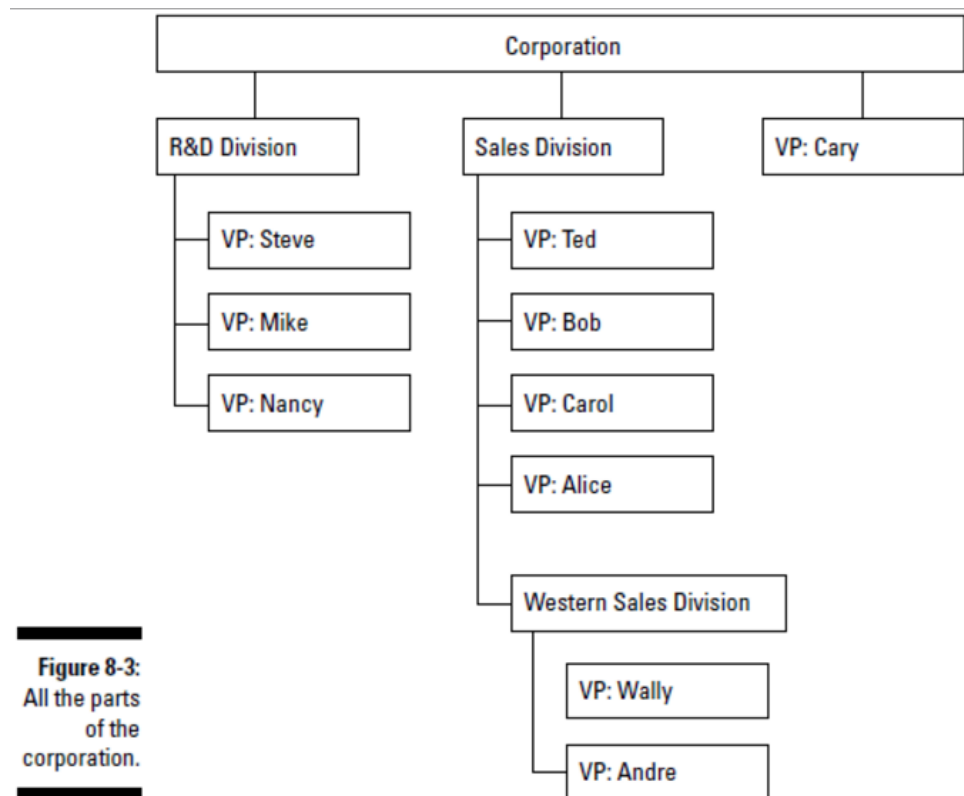 Corporation
R&D Division
Sales Division
VP: Cary
VP: Steve
VP: Ted
VP: Mike
VP: Bob
VP: Nancy
VP: Carol
VP: Alice
Western Sales Division
Figure 8-3:
All the parts
of the
corporation.
VP: Wally
VP: Andre